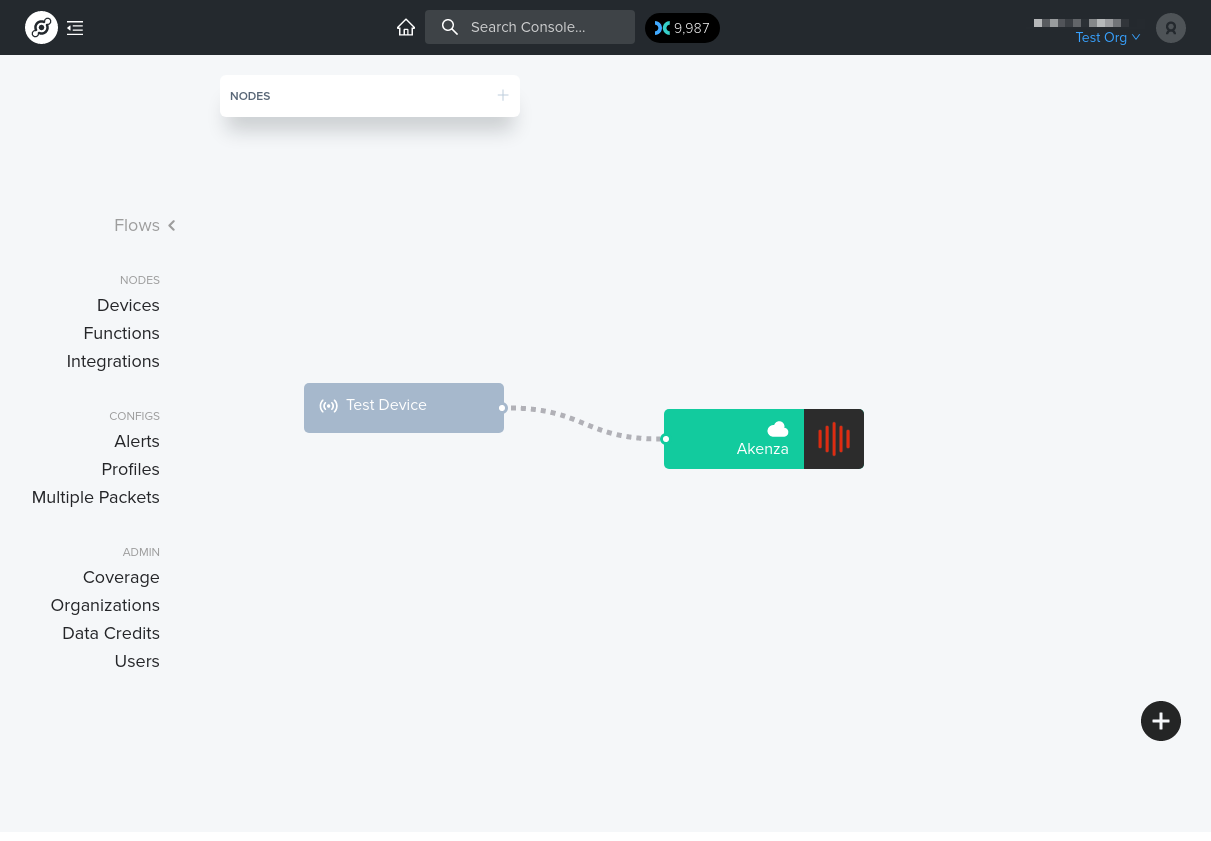 Search Console...
9,987
Test Org
NODES
Flows
NODES
Devices
Functions
Integrations
CONFIGS
Alerts
Profiles
Multiple Packets
ADMIN
Coverage
Organizations
Data Credits
Users
Test Device
Akenza